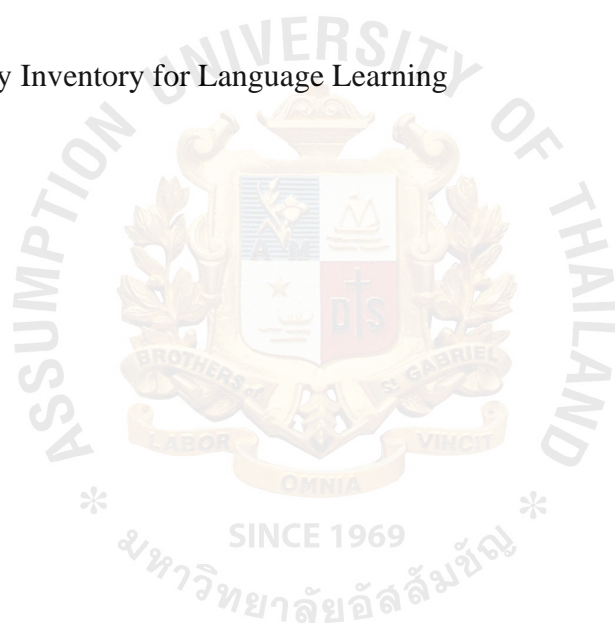 y Inventory for Language Learning
ASSUMPTION UNIVERSITY OF THAILAND
A M
D S
BROTHERS of St GABRIEL
LABOR
VINCIT
OMNIA
* SINCE 1969 *
มหาวิทยาลัยอัสสัมชัญ